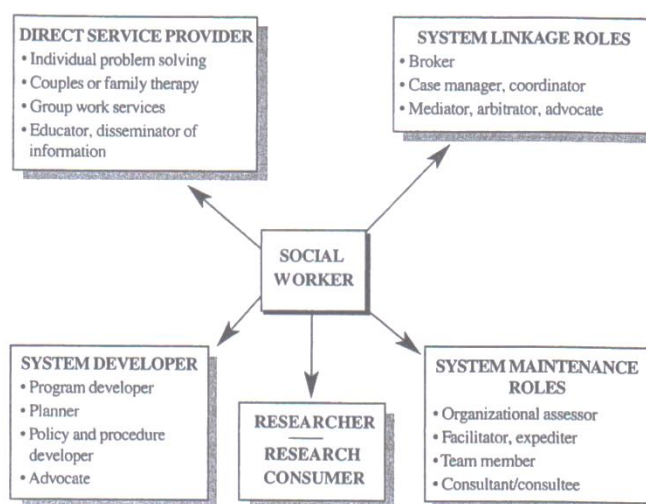 DIRECT SERVICE PROVIDER
• Individual problem solving
• Couples or family therapy
• Group work services
• Educator, disseminator of
information
SYSTEM LINKAGE ROLES
• Broker
• Case manager, coordinator
• Mediator, arbitrator, advocate
SOCIAL
WORKER
SYSTEM DEVELOPER
• Program developer
• Planner
• Policy and procedure
developer
• Advocate
RESEARCHER
RESEARCH
CONSUMER
SYSTEM MAINTENANCE
ROLES
• Organizational assessor
• Facilitator, expediter
• Team member
• Consultant/consultee